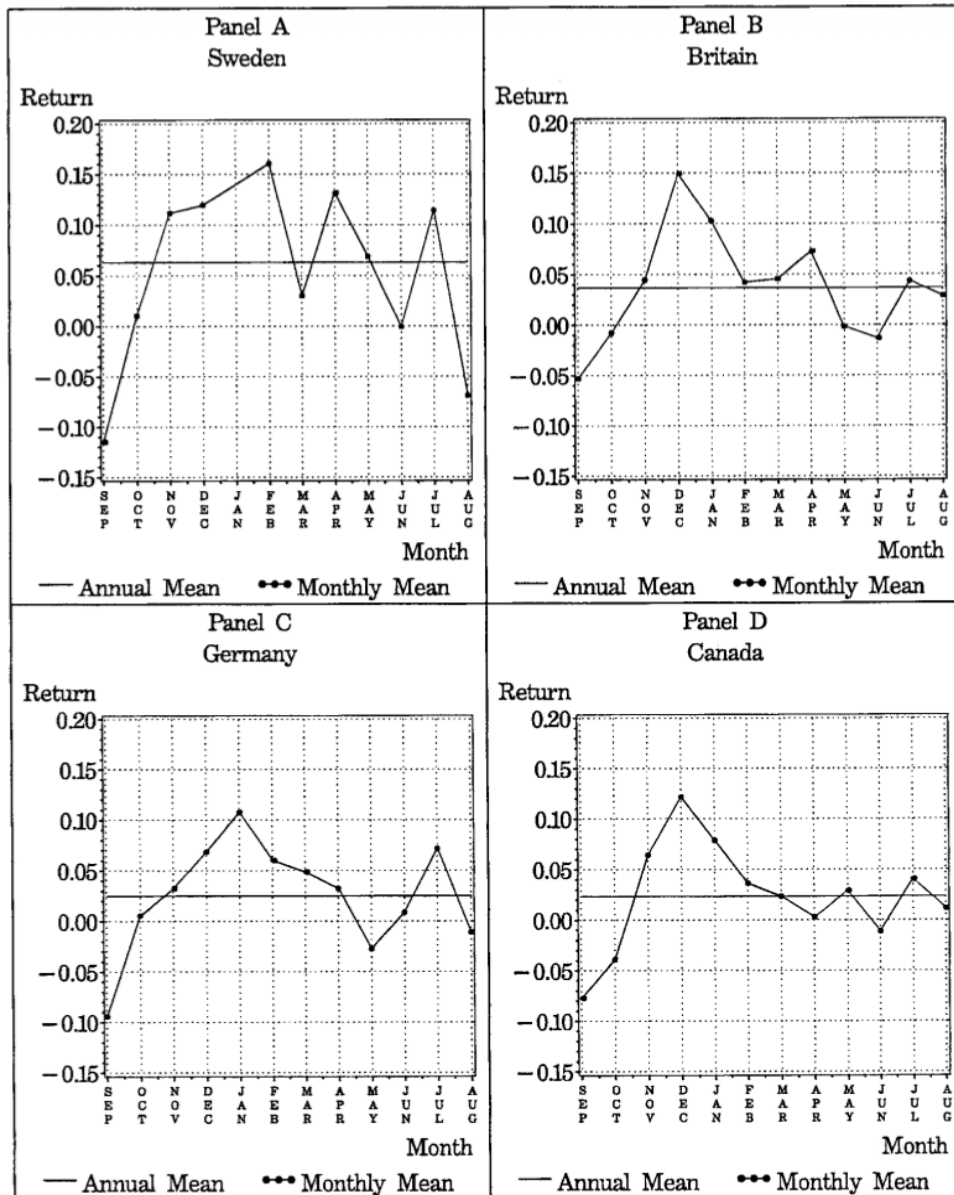 Panel A
Sweden
Return
0.20
0.15
0.10
0.05
0.00
−0.05
−0.10
−0.15
SEP OCT NOV DEC JAN FEB MAR APR MAY JUN JUL AUG
Month
Annual Mean Monthly Mean
Panel B
Britain
Return
0.20
0.15
0.10
0.05
0.00
−0.05
−0.10
−0.15
SEP OCT NOV DEC JAN FEB MAR APR MAY JUN JUL AUG
Month
Annual Mean Monthly Mean
Panel C
Germany
Return
0.20
0.15
0.10
0.05
0.00
−0.05
−0.10
−0.15
SEP OCT NOV DEC JAN FEB MAR APR MAY JUN JUL AUG
Month
Annual Mean Monthly Mean
Panel D
Canada
Return
0.20
0.15
0.10
0.05
0.00
−0.05
−0.10
−0.15
SEP OCT NOV DEC JAN FEB MAR APR MAY JUN JUL AUG
Month
Annual Mean Monthly Mean